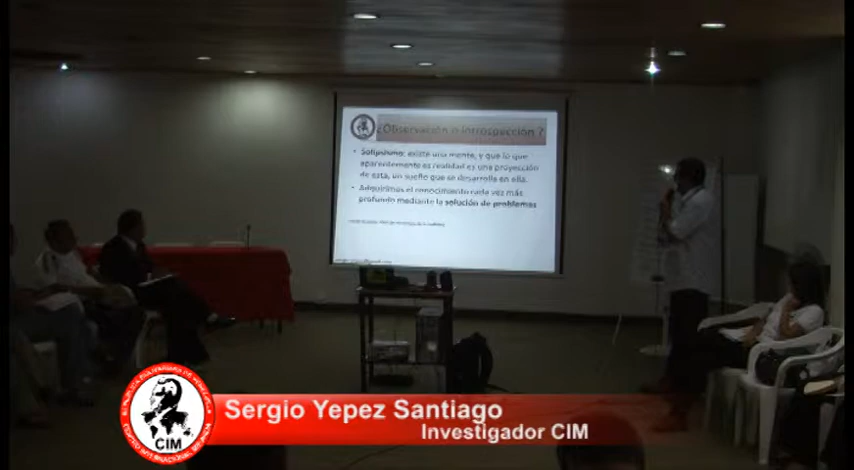 ¿Observación o introspección ?
• Solipsismo: existe una mente, y que lo que
aparentemente es realidad es una proyección
de esta, un sueño que se desarrolla en ella.
• Adquirimos el conocimiento cada vez más
profundo mediante la solución de problemas
Sergio Yepez Santiago
Investigador CIM
CIM